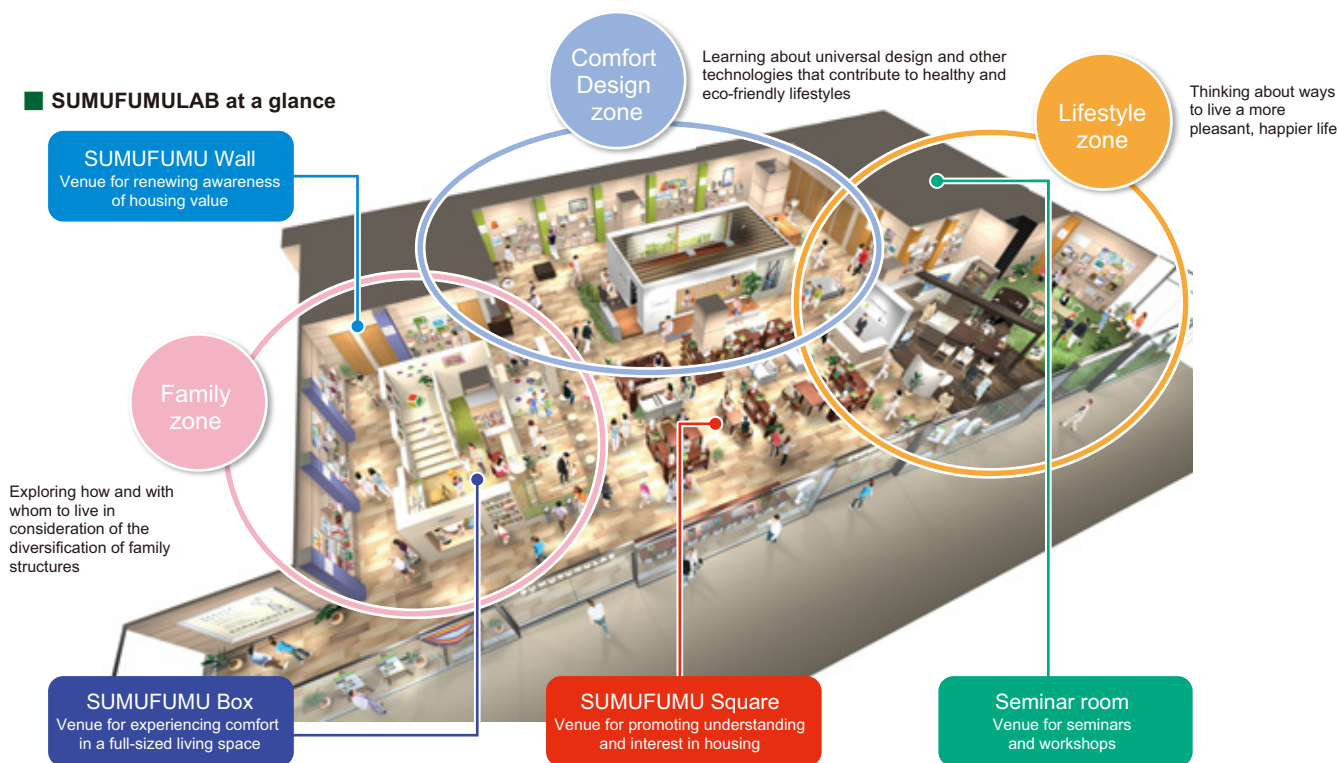 SUMUFUMULAB at a glance
Comfort
Design
zone
Learning about universal design and other
technologies that contribute to healthy and
eco-friendly lifestyles
Lifestyle
zone
Thinking about ways
to live a more
pleasant, happier life
SUMUFUMU Wall
Venue for renewing awareness
of housing value
Family
zone
Exploring how and with
whom to live in
consideration of the
diversification of family
structures
SUMUFUMU Box
Venue for experiencing comfort
in a full-sized living space
SUMUFUMU Square
Venue for promoting understanding
and interest in housing
Seminar room
Venue for seminars
and workshops